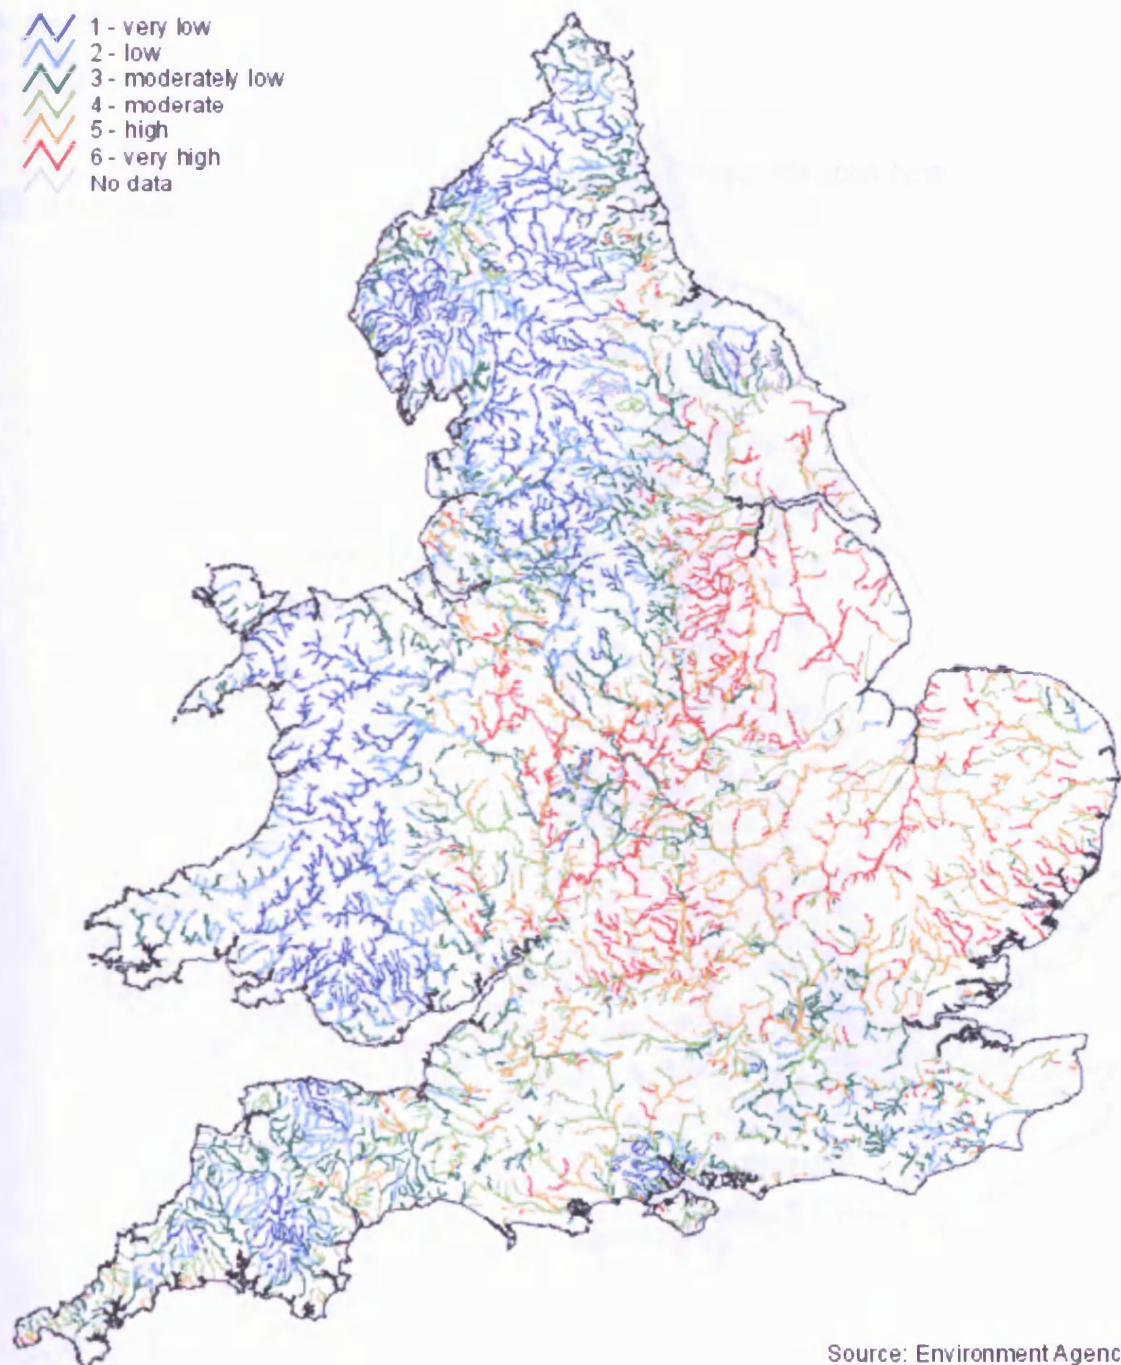 1 - very low
2 - low
3 - moderately low
4 - moderate
5 - high
6 - very high
No data
Source: Environment Agenc